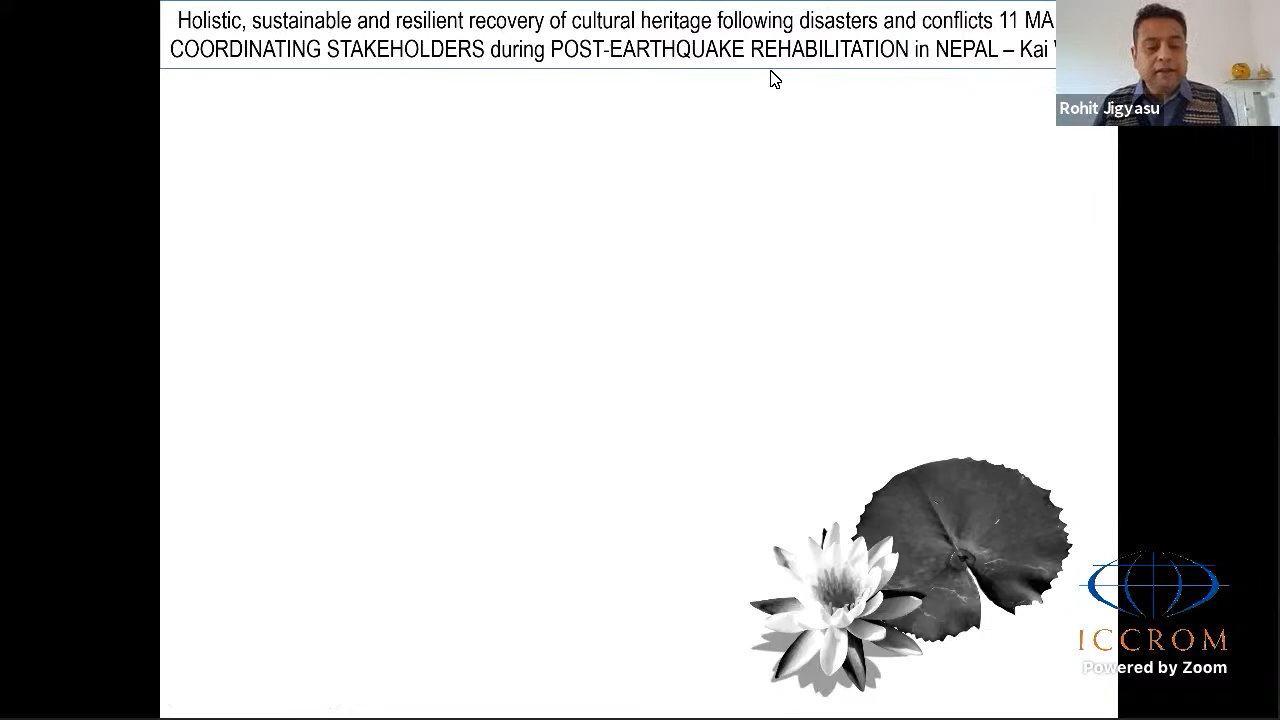 Holistic, sustainable and resilient recovery of cultural heritage following disasters and conflicts 11 MA
COORDINATING STAKEHOLDERS during POST-EARTHQUAKE REHABILITATION in NEPAL – Kai
Rohit Jigyasu
ICCROM
Powered by Zoom